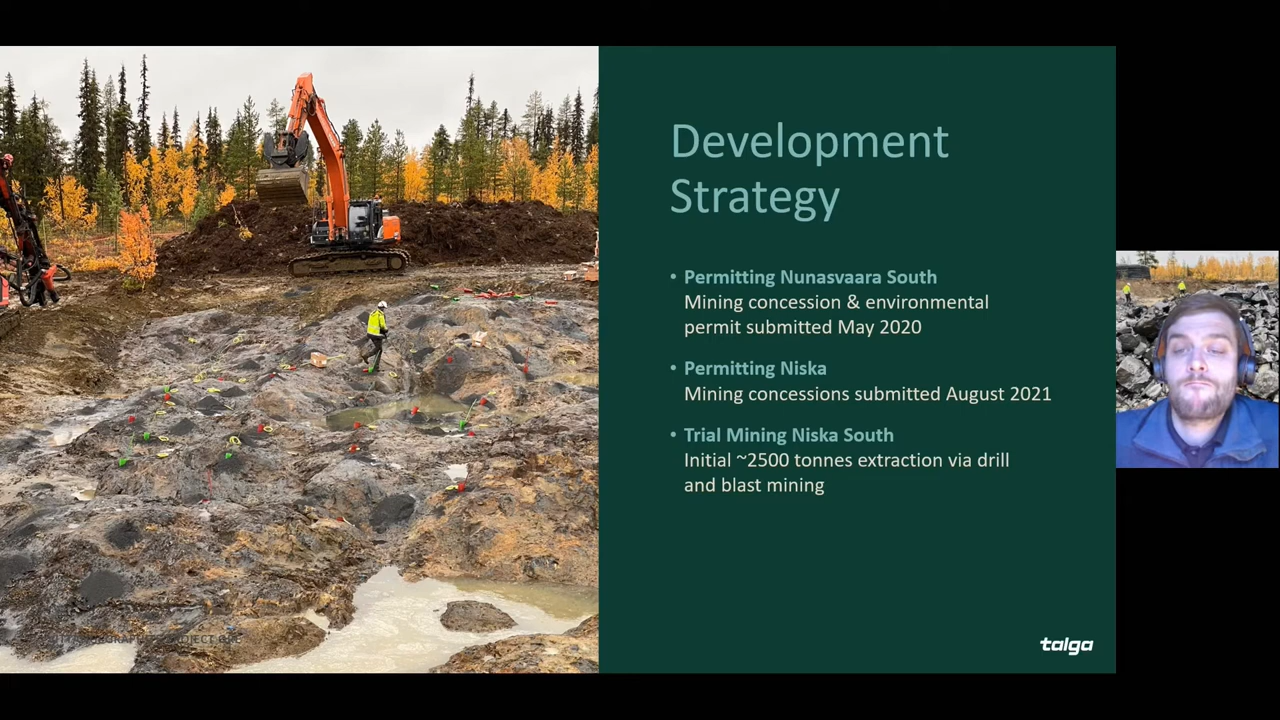 Development
Strategy
• Permitting Nunasvaara South
Mining concession & environmental
permit submitted May 2020
• Permitting Niska
Mining concessions submitted August 2021
• Trial Mining Niska South
Initial ~2500 tonnes extraction via drill
and blast mining
talga